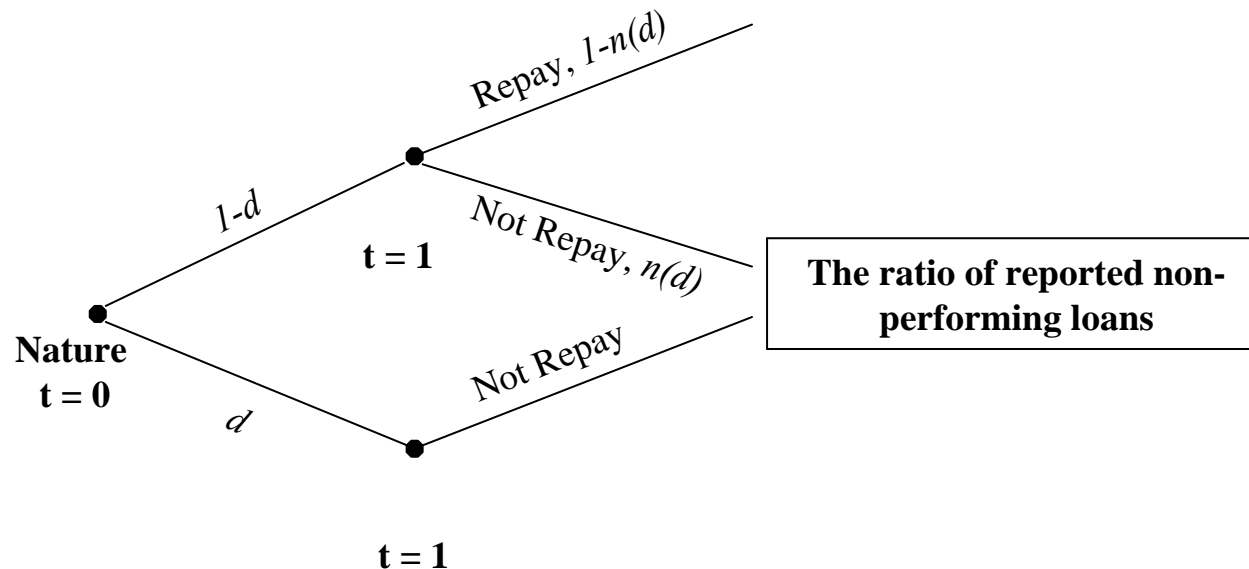 Repay, 1-n(d)
1-d
t = 1
Not Repay, n(d)
The ratio of reported non-
performing loans
Nature
t = 0
Not Repay
d
t = 1